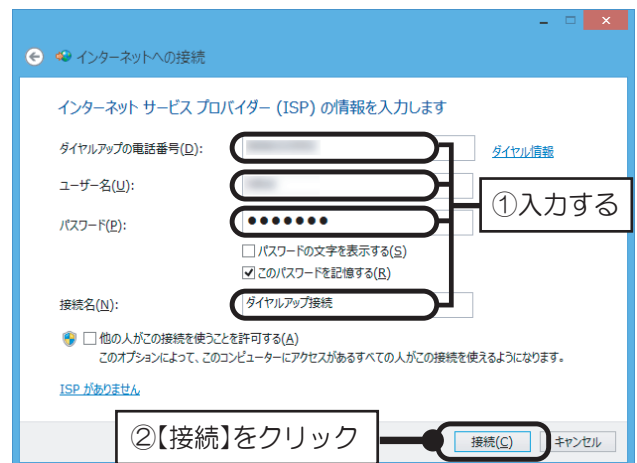 インターネットへの接続
インターネット サービス プロバイダー (ISP) の情報を入力します
ダイヤルアップの電話番号(D):
ダイヤル情報
ユーザー名(U):
①入力する
パスワード(P):
●●●●●●●
パスワードの文字を表示する(S)
このパスワードを記憶する(R)
接続名(N):
ダイヤルアップ接続
他の人がこの接続を使うことを許可する(A)
このオプションによって、このコンピューターにアクセスがあるすべての人がこの接続を使えるようになります。
ISP がありません
②【接続】をクリック
接続(C)
キャンセル